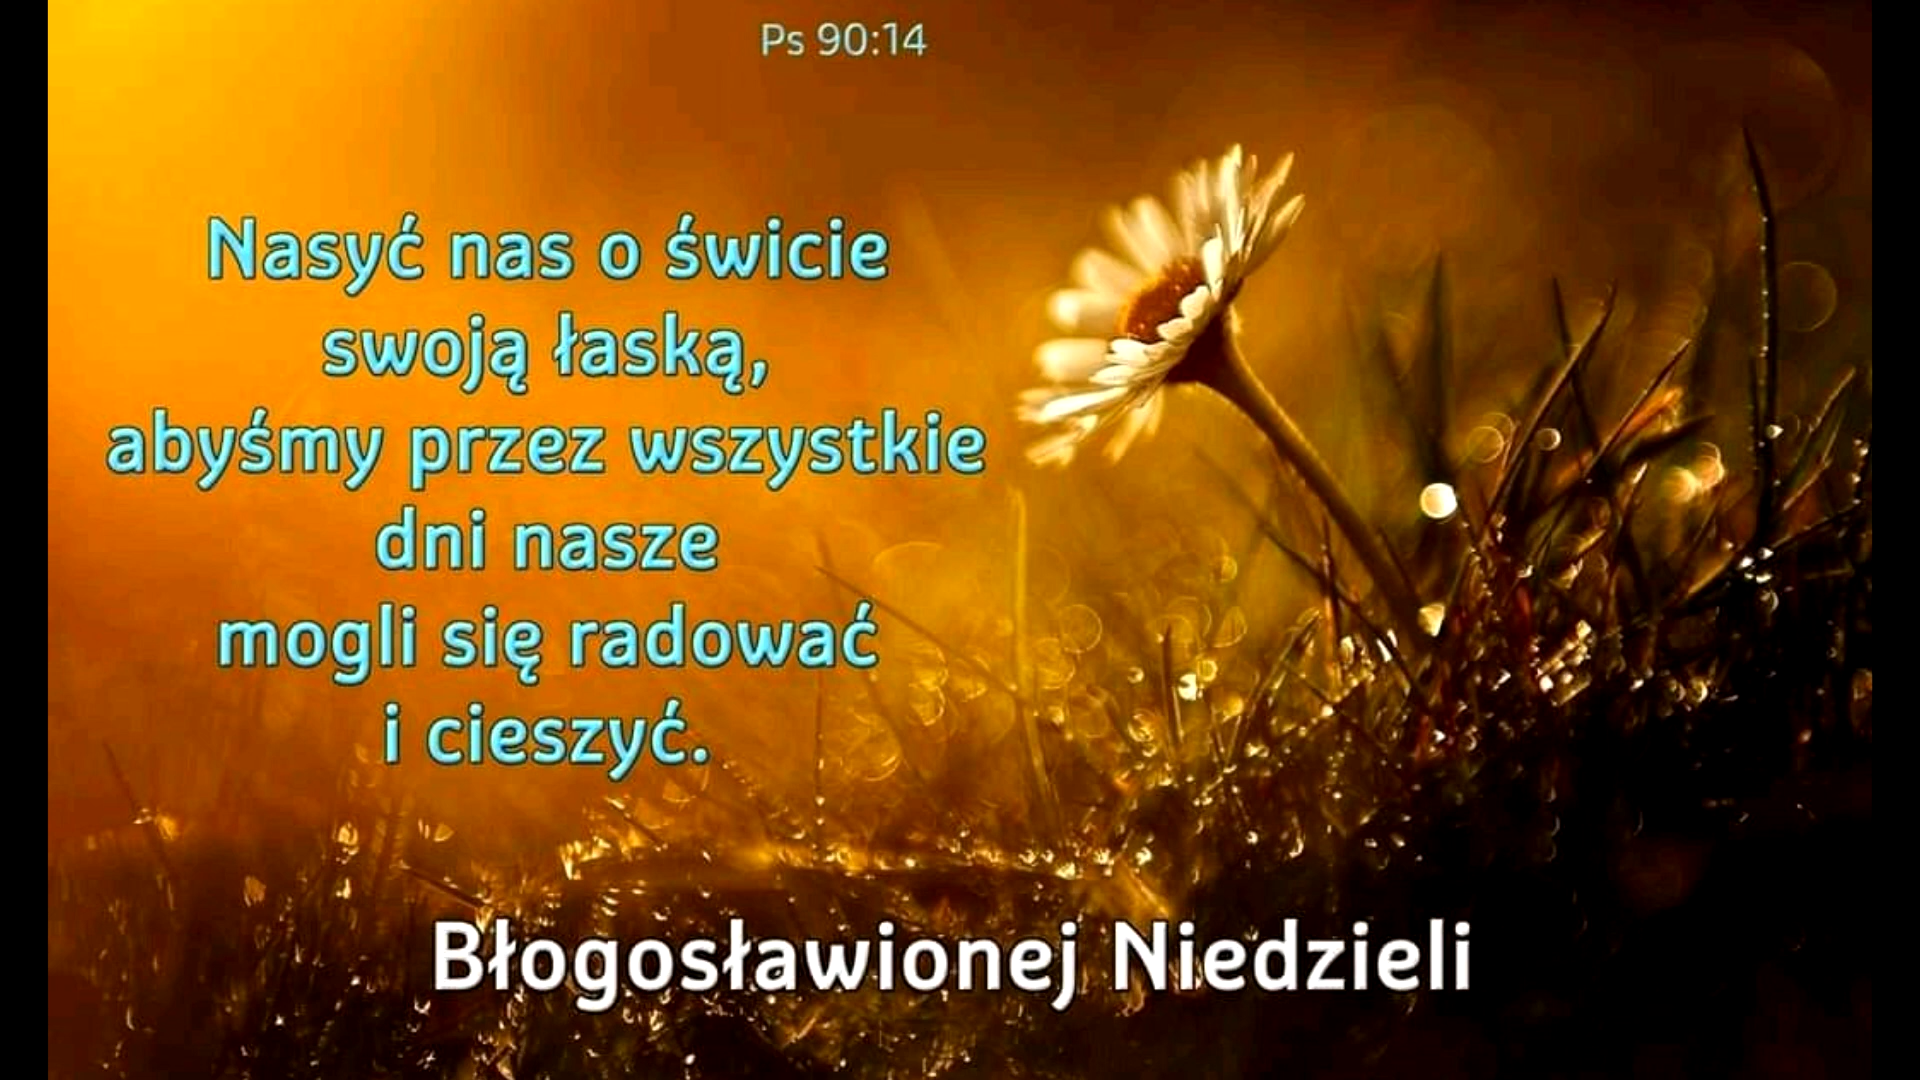 Ps 90:14
Nasyć nas o świcie
swoją łaską,
abyśmy przez wszystkie
dni nasze
mogli się radować
i cieszyć.
Błogosławionej Niedzieli